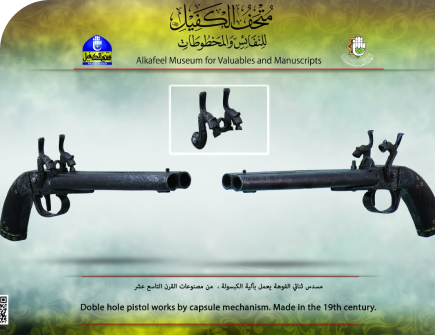 متحف الكفيل
للنفائس والمخطوطات
Alkafeel Museum for Valuables and Manuscripts
مسدس ثنائي الفوهة يعمل بألية الكبسولة ، من مصنوعات القرن التاسع عشر
Doble hole pistol works by capsule mechanism. Made in the 19th century.